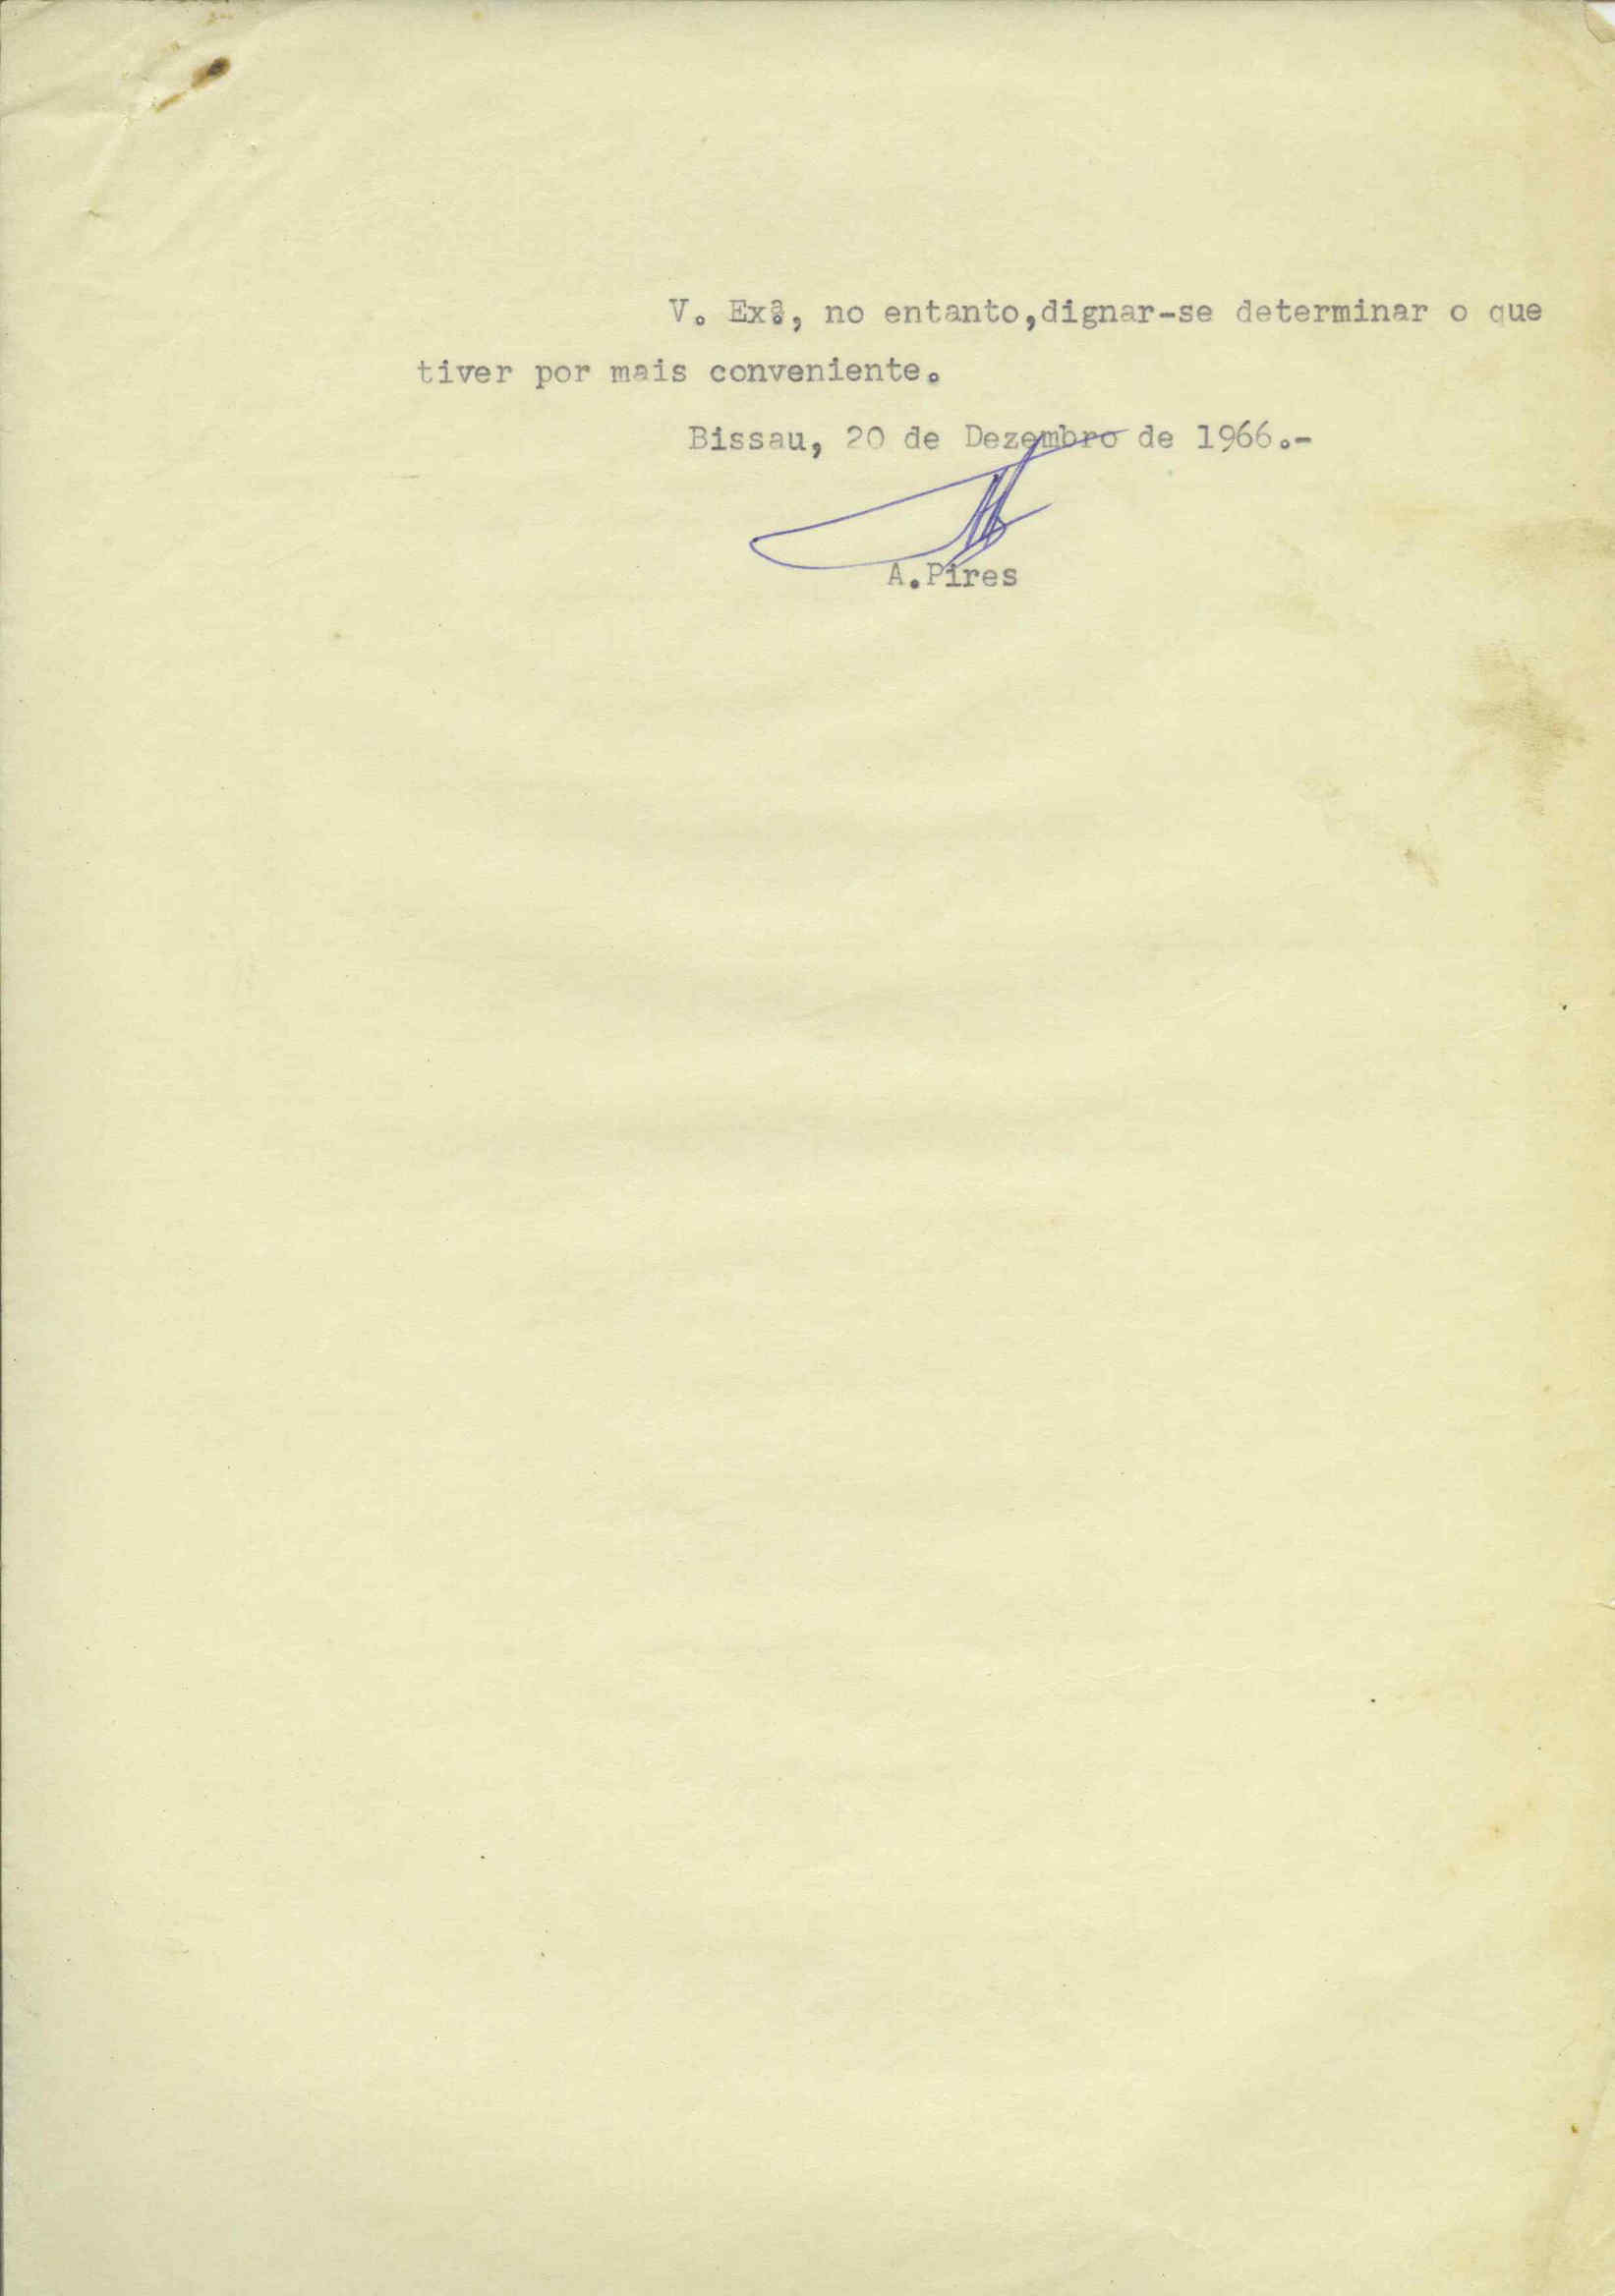 V. Exª., no entanto,dignar-se determinar o que
tiver por mais conveniente.
Bissau, 20 de Dezembro de 1966.-
A.Pires